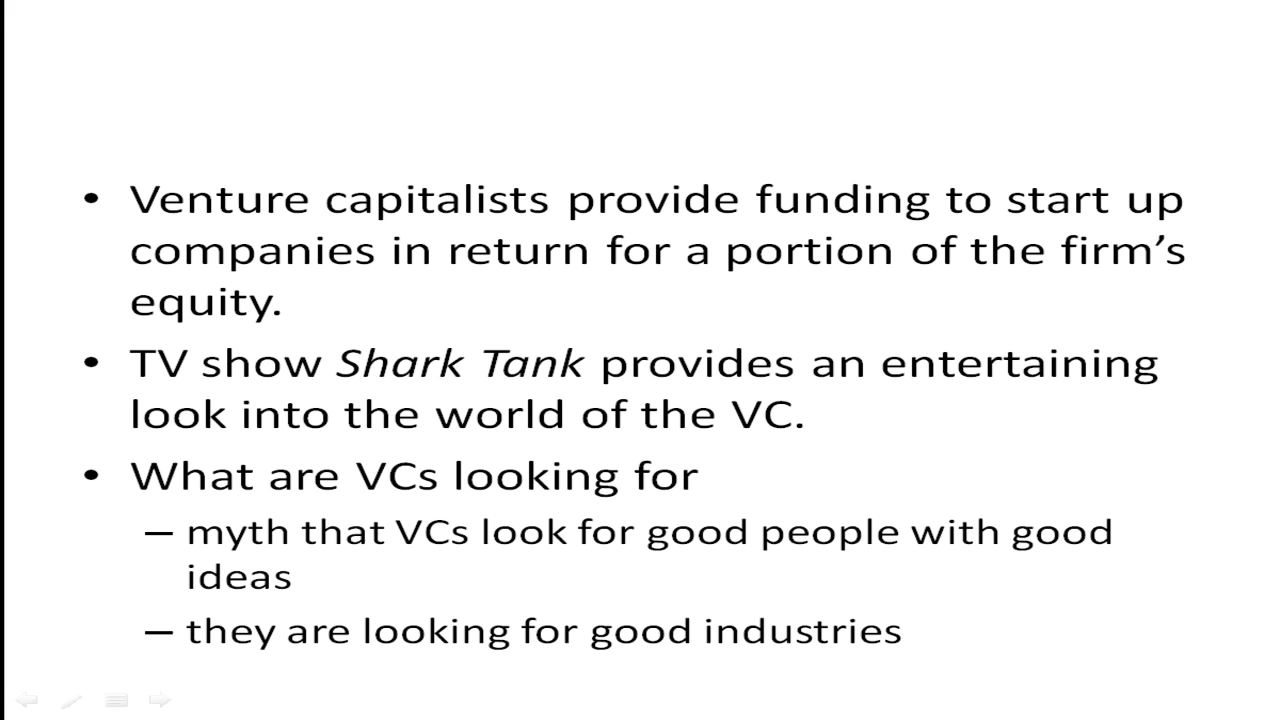 • Venture capitalists provide funding to start up
companies in return for a portion of the firm’s
equity.
• TV show Shark Tank provides an entertaining
look into the world of the VC.
• What are VCs looking for
– myth that VCs look for good people with good
ideas
– they are looking for good industries